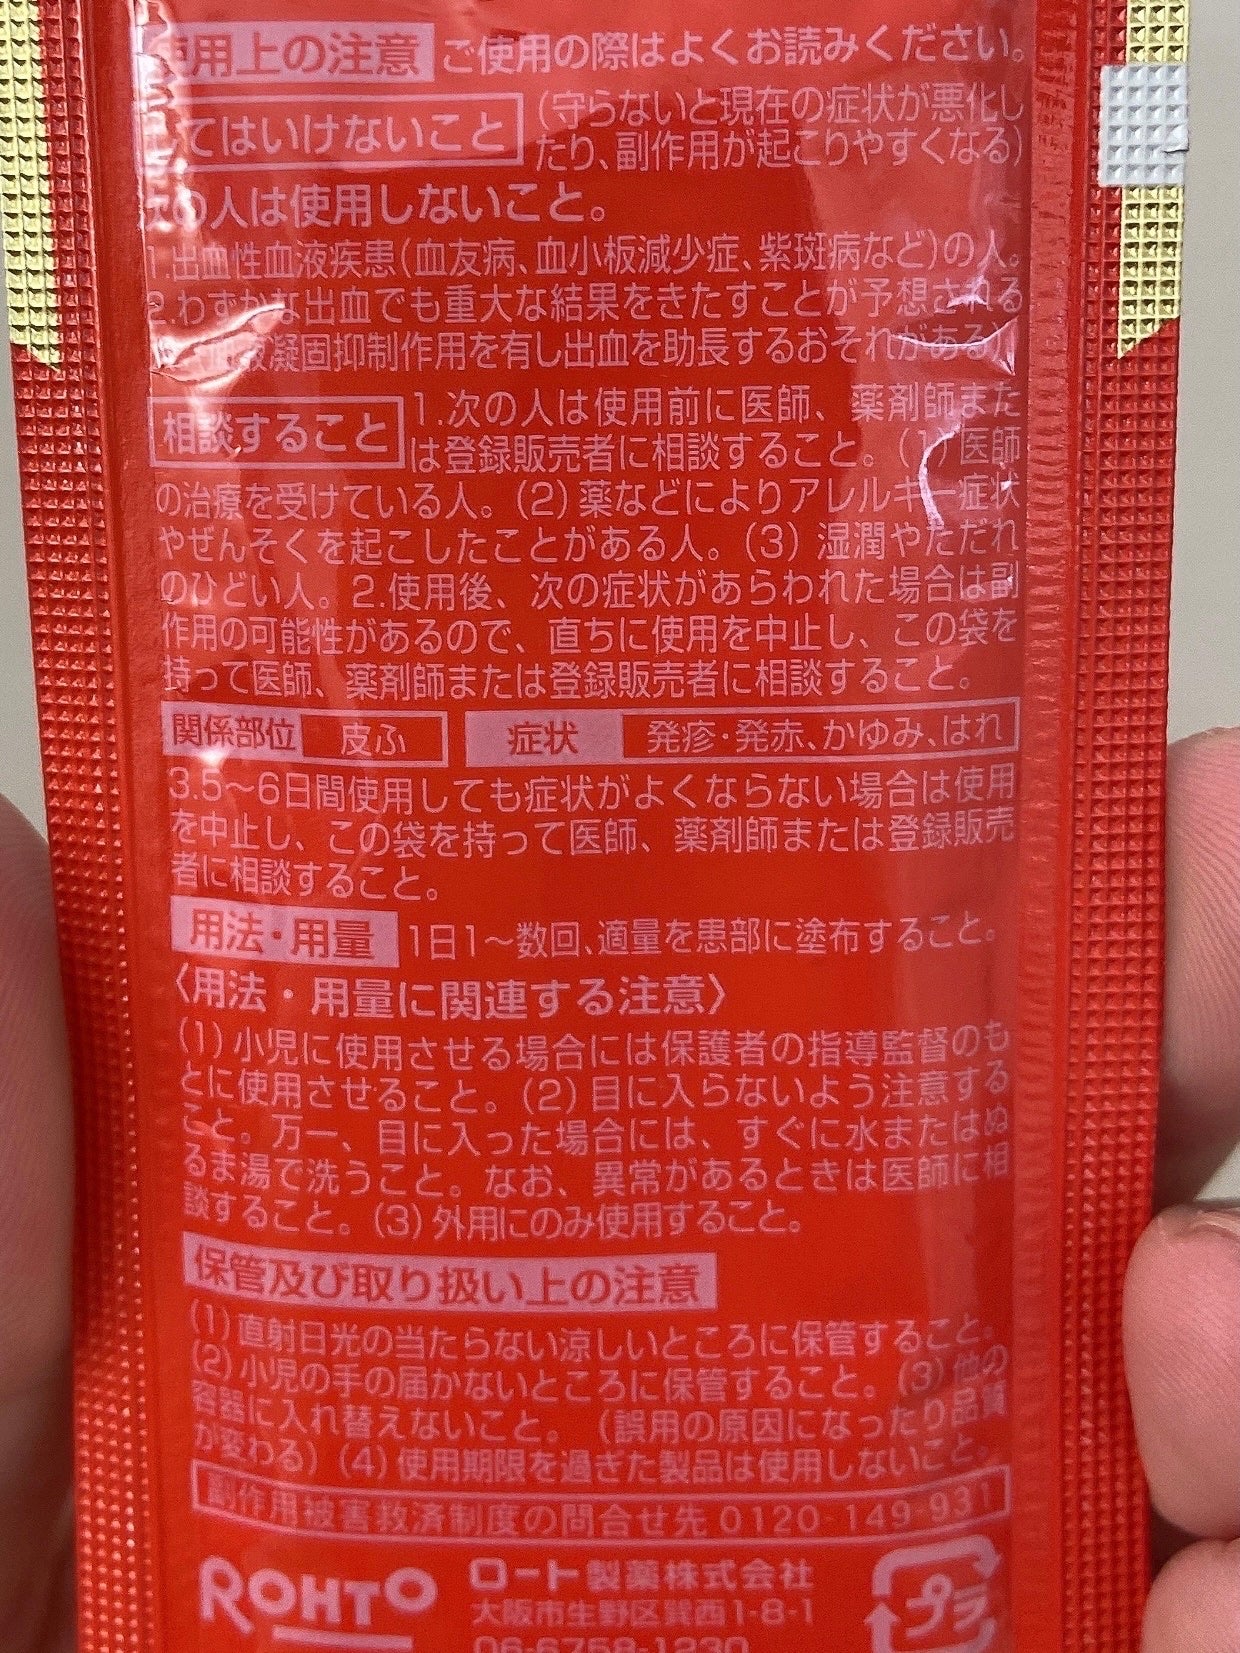 使用上の注意 ご使用の際はよくお読みください。
してはいけないこと (守らないと現在の症状が悪化し
たり、副作用が起こりやすくなる)
次の人は使用しないこと。
1.出血性血液疾患(血友病、血小板減少症、紫斑病など)の人。
2.わずかな出血でも重大な結果をきたすことが予想される
液凝固抑制作用を有し出血を助長するおそれがある)
相談すること 1.次の人は使用前に医師、薬剤師また
は登録販売者に相談すること。(1)医師
の治療を受けている人。(2)薬などによりアレルギー症状
やぜんそくを起こしたことがある人。(3)湿潤やただれ
のひどい人。2.使用後、次の症状があらわれた場合は副
作用の可能性があるので、直ちに使用を中止し、この袋を
持って医師、薬剤師または登録販売者に相談すること。
関係部位 皮ふ 症状 発疹・発赤、かゆみ、はれ
3.5〜6日間使用しても症状がよくならない場合は使用
を中止し、この袋を持って医師、薬剤師または登録販売
者に相談すること。
用法・用量 1日1〜数回、適量を患部に塗布すること。
〈用法・用量に関連する注意〉
(1)小児に使用させる場合には保護者の指導監督のも
とに使用させること。(2)目に入らないよう注意する
こと。万一、目に入った場合には、すぐに水またはぬ
るま湯で洗うこと。なお、異常があるときは医師に相
談すること。(3)外用にのみ使用すること。
保管及び取り扱い上の注意
(1)直射日光の当たらない涼しいところに保管すること。
(2)小児の手の届かないところに保管すること。(3)他の
容器に入れ替えないこと。(誤用の原因になったり品質
が変わる)(4)使用期限を過ぎた製品は使用しないこと。
副作用被害救済制度の問合せ先 0120-149-931
ROHTO ロート製薬株式会社
大阪市生野区巽西1-8-1
06-6758-1230
プラ